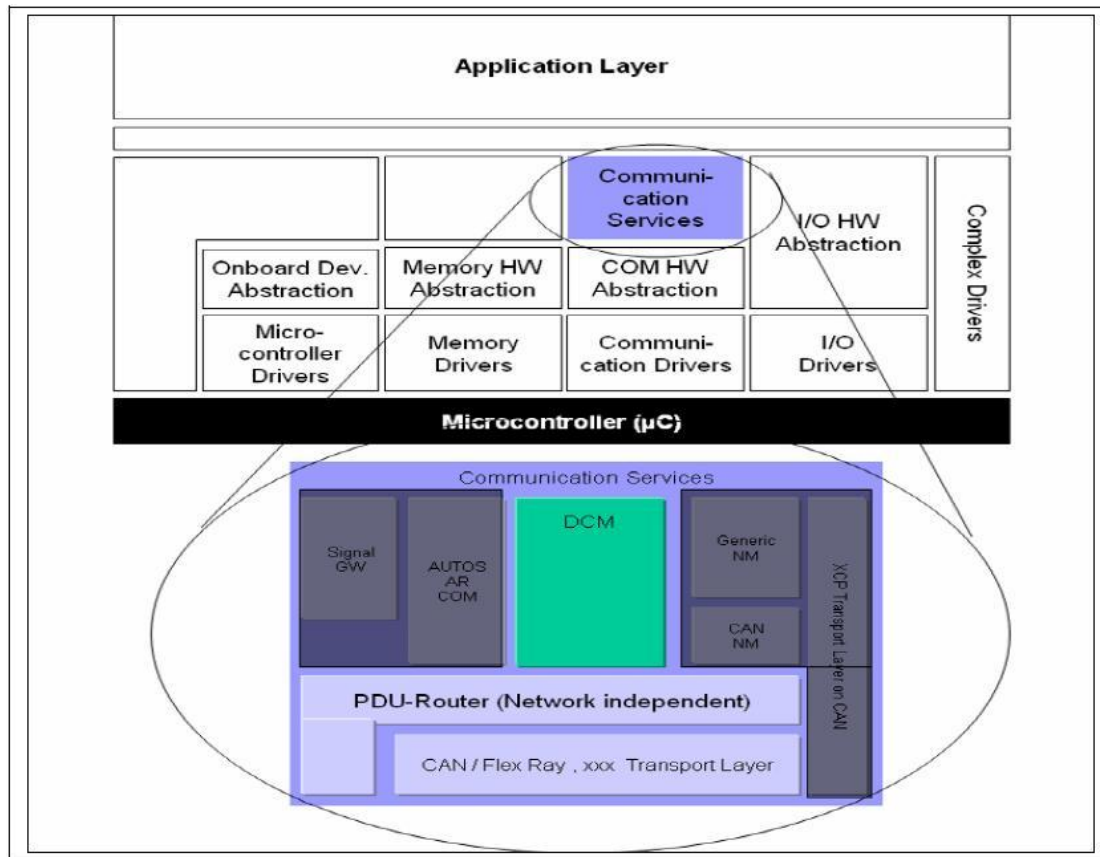 Application Layer
Communi-
cation
Services
I/O HW
Abstraction
Complex Drivers
Onboard Dev.
Abstraction
Memory HW
Abstraction
COM HW
Abstraction
Micro-
controller
Drivers
Memory
Drivers
Communi-
cation Drivers
I/O
Drivers
Microcontroller (µC)
Communication Services
Signal
GW
AUTOS
AR
COM
DCM
Generic
NM
CAN
NM
XCP Transport Layer on CAN
PDU-Router (Network independent)
CAN / Flex Ray , xxx Transport Layer